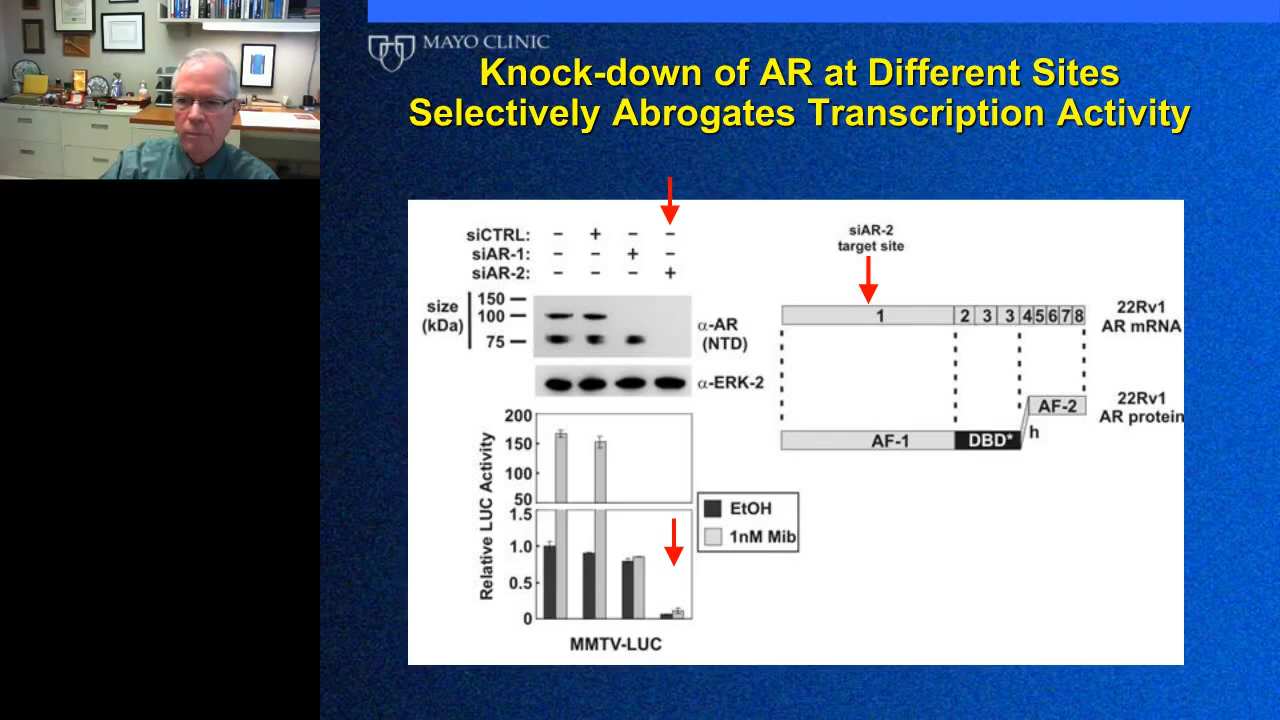 MAYO CLINIC
Knock-down of AR at Different Sites
Selectively Abrogates Transcription Activity
siCTRL: – + – –
siAR-1: – – + –
siAR-2: – – – +
size
(kDa)
150
100
75
α-AR
(NTD)
α-ERK-2
200
150
100
50
1.5
1.0
0.5
0
Relative LUC Activity
MMTV-LUC
EtOH
1nM Mib
siAR-2
target site
1 2 3 3 4 5 6 7 8
22Rv1
AR mRNA
AF-2
22Rv1
AR protein
AF-1 DBD* h